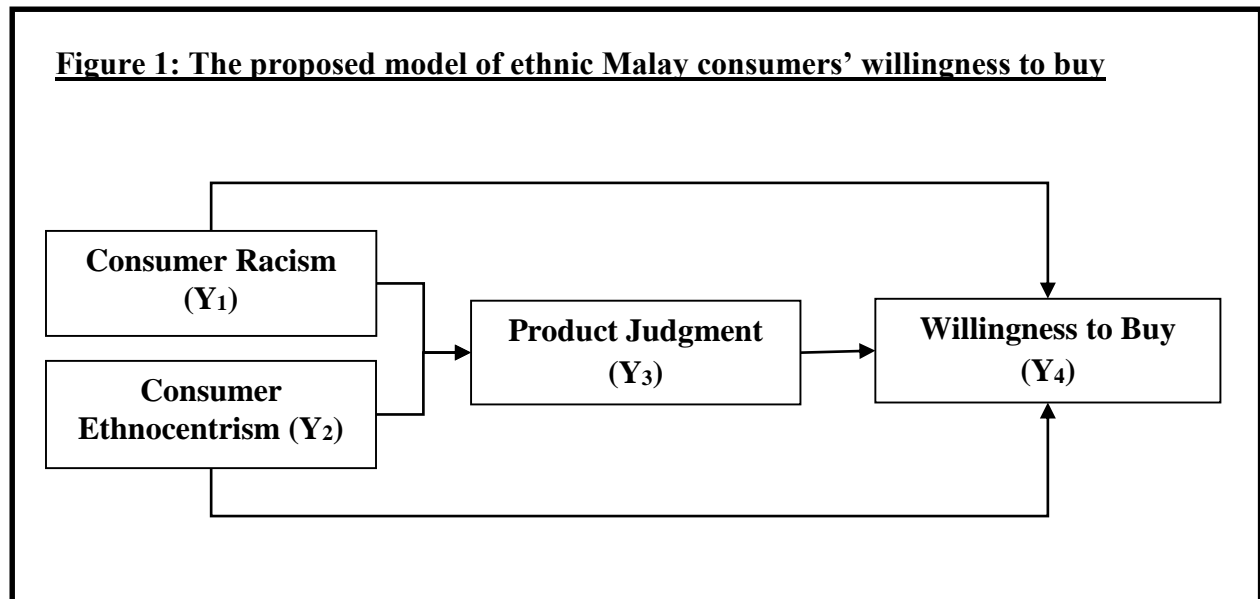 Figure 1: The proposed model of ethnic Malay consumers’ willingness to buy
Consumer Racism
(Y1)
Consumer
Ethnocentrism (Y2)
Product Judgment
(Y3)
Willingness to Buy
(Y4)